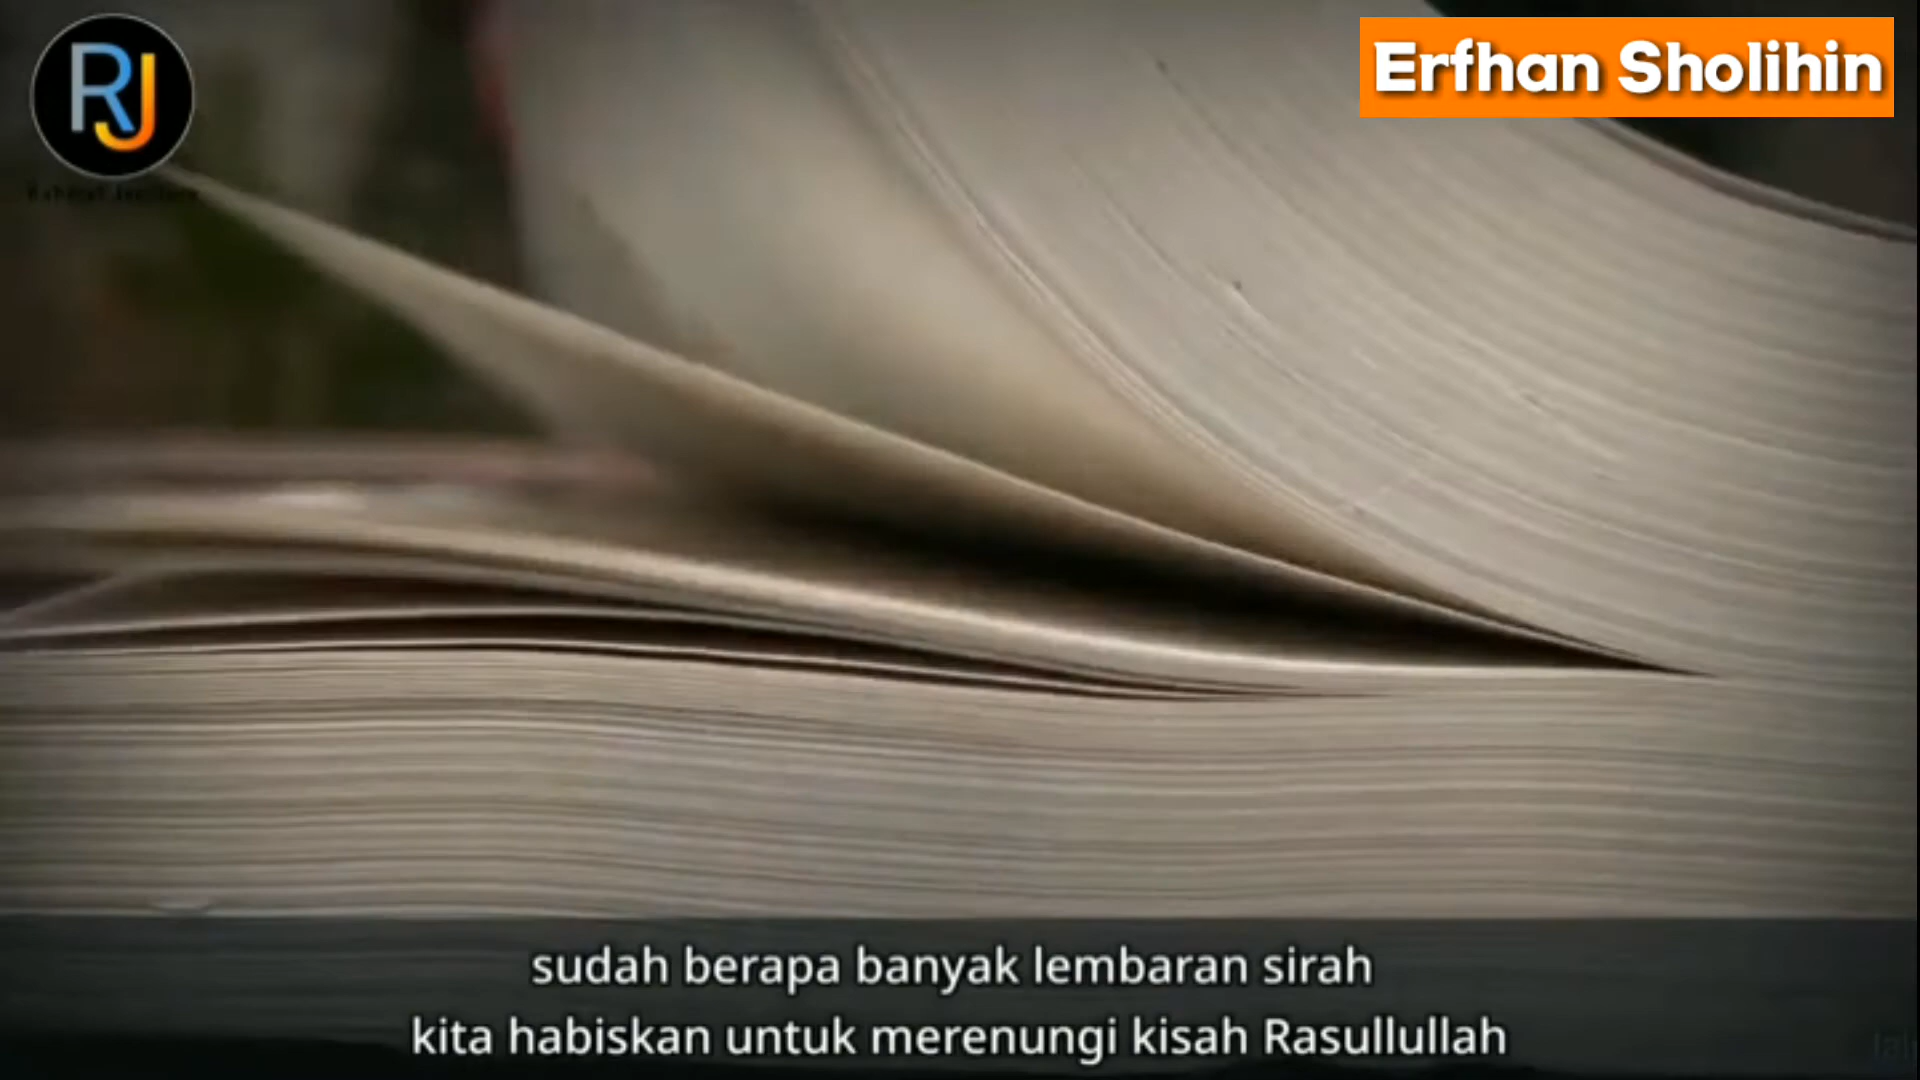 RJ
Erfhan Sholihin
sudah berapa banyak lembaran sirah
kita habiskan untuk merenungi kisah Rasullullah